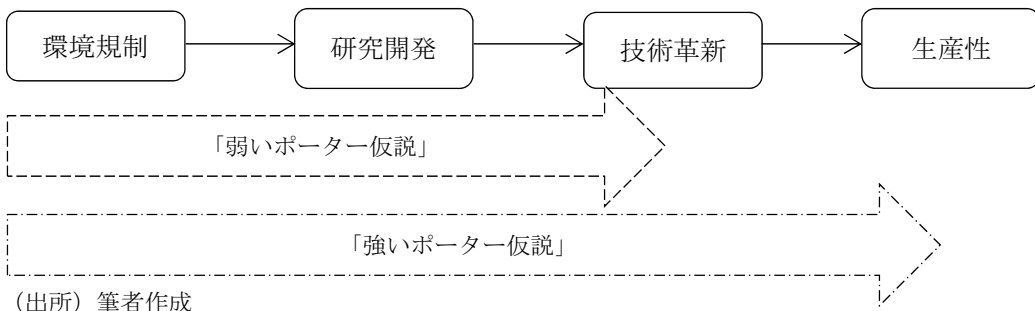 環境規制
研究開発
技術革新
生産性
「弱いポーター仮説」
「強いポーター仮説」
（出所）筆者作成